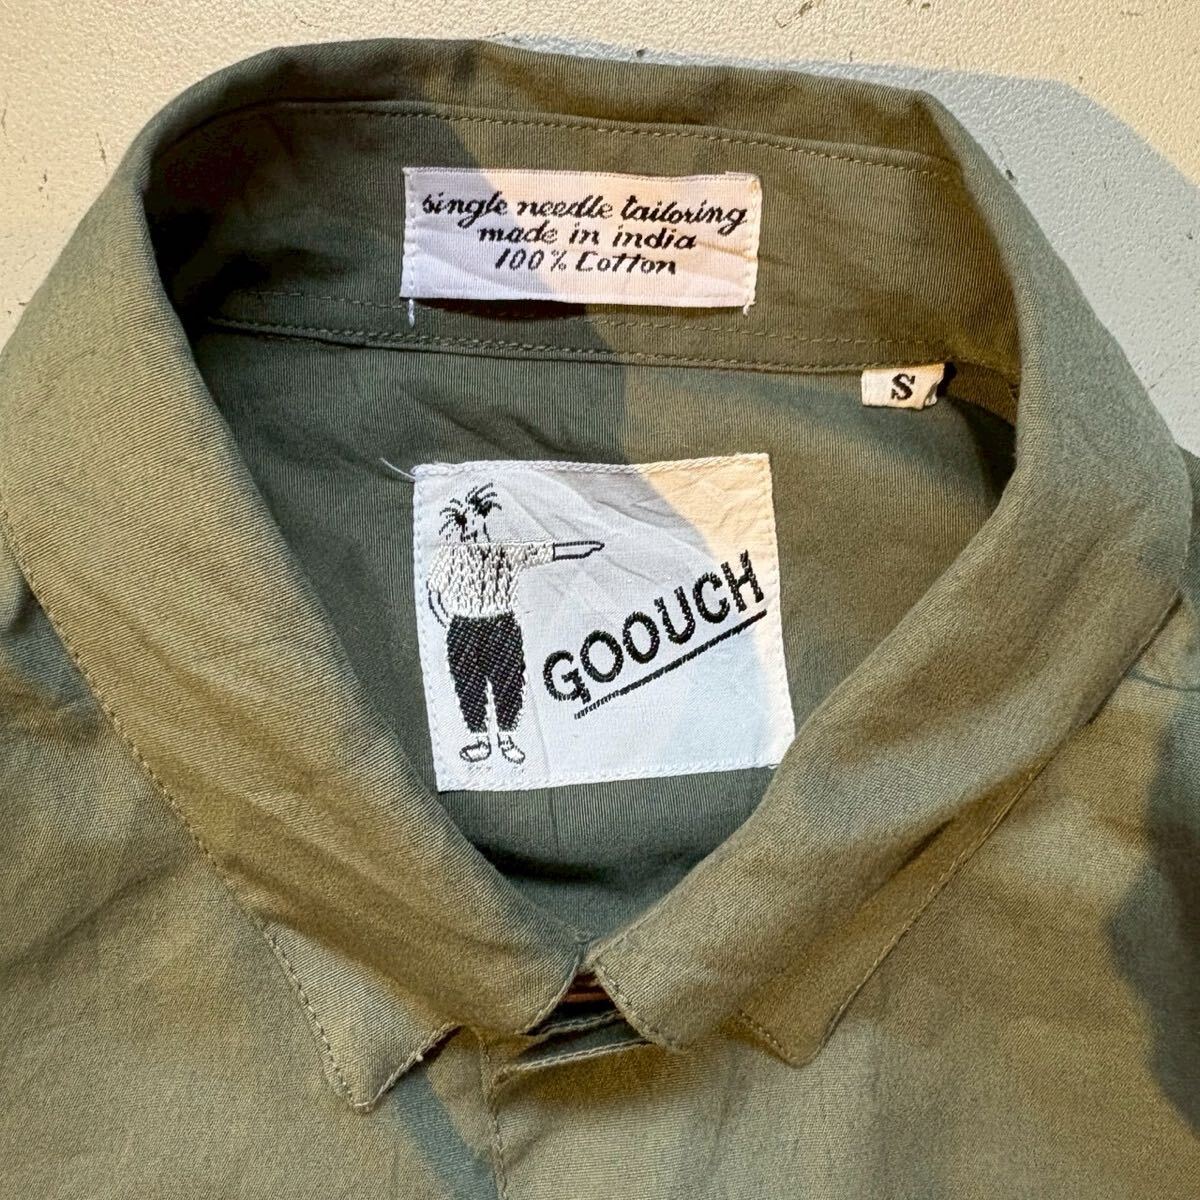 single needle tailoring
made in india
100% Cotton
S
GOOUCH